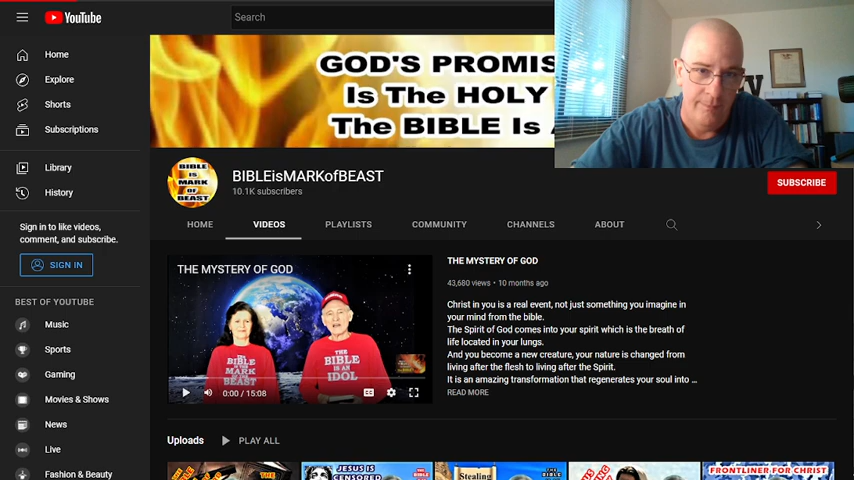 YouTube
Search
Home
Explore
Shorts
Subscriptions
Library
History
Sign in to like videos,
comment, and subscribe.
SIGN IN
BEST OF YOUTUBE
Music
Sports
Gaming
Movies & Shows
News
Live
Fashion & Beauty
GOD'S PROMIS
Is The HOLY
The BIBLE Is A
BIBLE
IS
MARK
OF
BEAST
BIBLEisMARKofBEAST
10.1K subscribers
SUBSCRIBE
HOME
VIDEOS
PLAYLISTS
COMMUNITY
CHANNELS
ABOUT
THE MYSTERY OF GOD
THE
BIBLE
IS THE
MARK
OF THE
BEAST
THE
BIBLE
IS AN
IDOL
0:00 / 15:08
THE MYSTERY OF GOD
43,680 views • 10 months ago
Christ in you is a real event, not just something you imagine in
your mind from the bible.
The Spirit of God comes into your spirit which is the breath of
life located in your lungs.
And you become a new creature, your nature is changed from
living after the flesh to living after the Spirit.
It is an amazing transformation that regenerates your soul into ...
READ MORE
Uploads
PLAY ALL
JESUS IS
CENSORED
Stealing
FRONTLINER FOR CHRIST